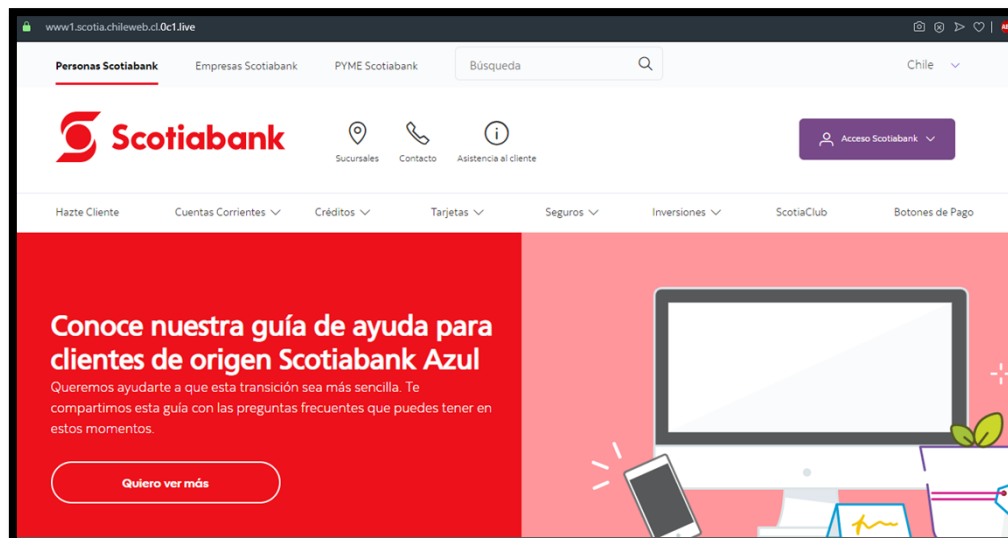 www1.scotia.chileweb.cl.0c1.live
Personas Scotiabank Empresas Scotiabank PYME Scotiabank Búsqueda Chile
Scotiabank
Sucursales Contacto Asistencia al cliente
Acceso Scotiabank
Hazte Cliente Cuentas Corrientes Créditos Tarjetas Seguros Inversiones ScotiaClub Botones de Pago
Conoce nuestra guía de ayuda para
clientes de origen Scotiabank Azul
Queremos ayudarte a que esta transición sea más sencilla. Te
compartimos esta guía con las preguntas frecuentes que puedes tener en
estos momentos.
Quiero ver más